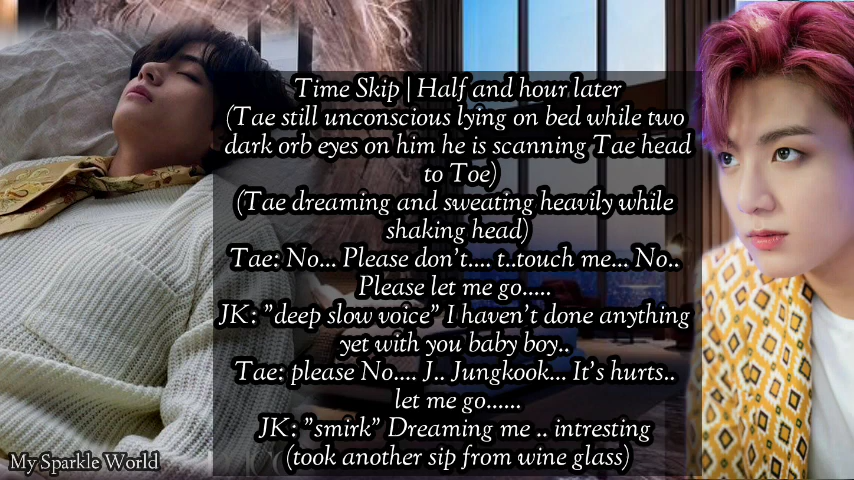 Time Skip | Half and hour later
(Tae still unconscious lying on bed while two
dark orb eyes on him he is scanning Tae head
to Toe)
(Tae dreaming and sweating heavily while
shaking head)
Tae: No... Please don't.... t..touch me... No..
Please let me go.....
JK: "deep slow voice" I haven't done anything
yet with you baby boy..
Tae: please No.... J.. Jungkook... It's hurts..
let me go......
JK: "smirk" Dreaming me .. intresting
(took another sip from wine glass)
My Sparkle World